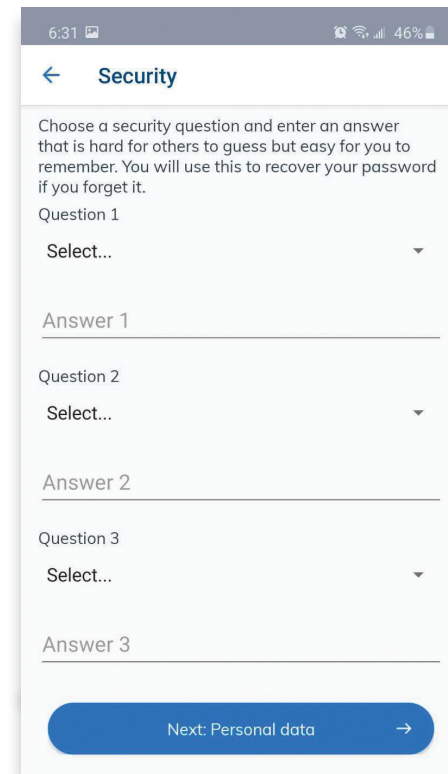 6:31 46%
Security
Choose a security question and enter an answer
that is hard for others to guess but easy for you to
remember. You will use this to recover your password
if you forget it.
Question 1
Select...
Answer 1
Question 2
Select...
Answer 2
Question 3
Select...
Answer 3
Next: Personal data